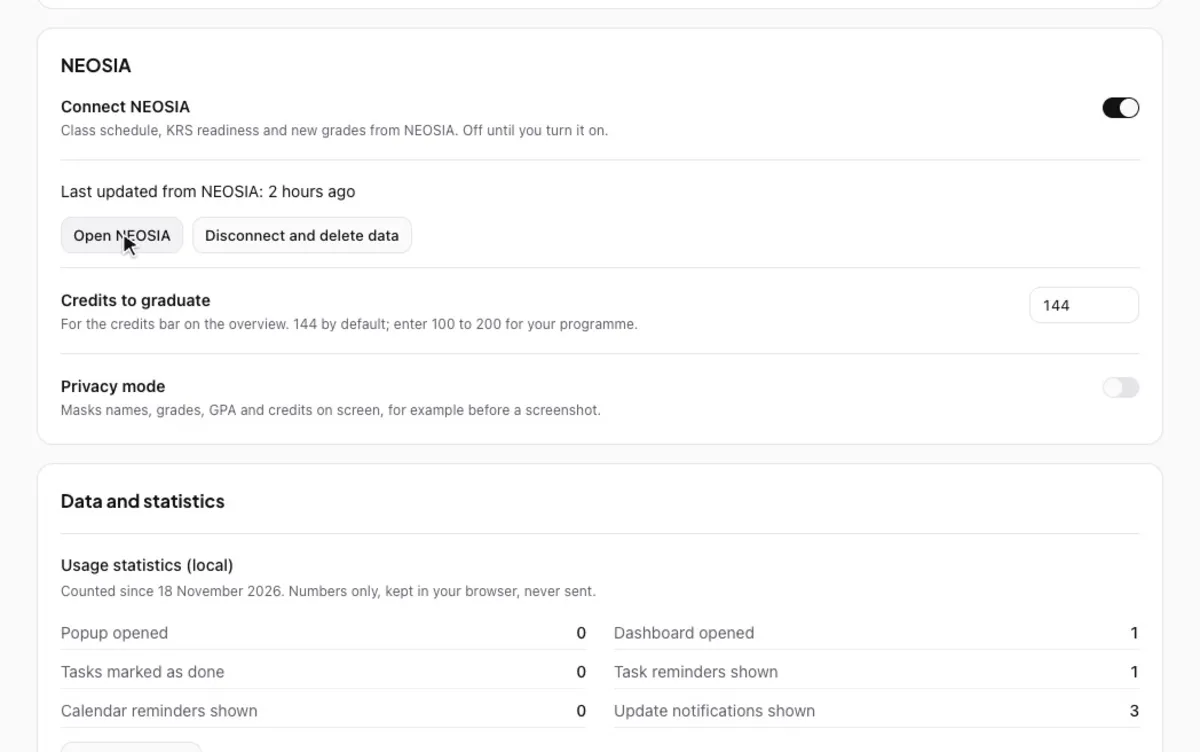 NEOSIA
Connect NEOSIA
Class schedule, KRS readiness and new grades from NEOSIA. Off until you turn it on.
Last updated from NEOSIA: 2 hours ago
Open NEOSIA
Disconnect and delete data
Credits to graduate
144
For the credits bar on the overview. 144 by default; enter 100 to 200 for your programme.
Privacy mode
Masks names, grades, GPA and credits on screen, for example before a screenshot.
Data and statistics
Usage statistics (local)
Counted since 18 November 2026. Numbers only, kept in your browser, never sent.
Popup opened 0
Dashboard opened 1
Tasks marked as done 0
Task reminders shown 1
Calendar reminders shown 0
Update notifications shown 3